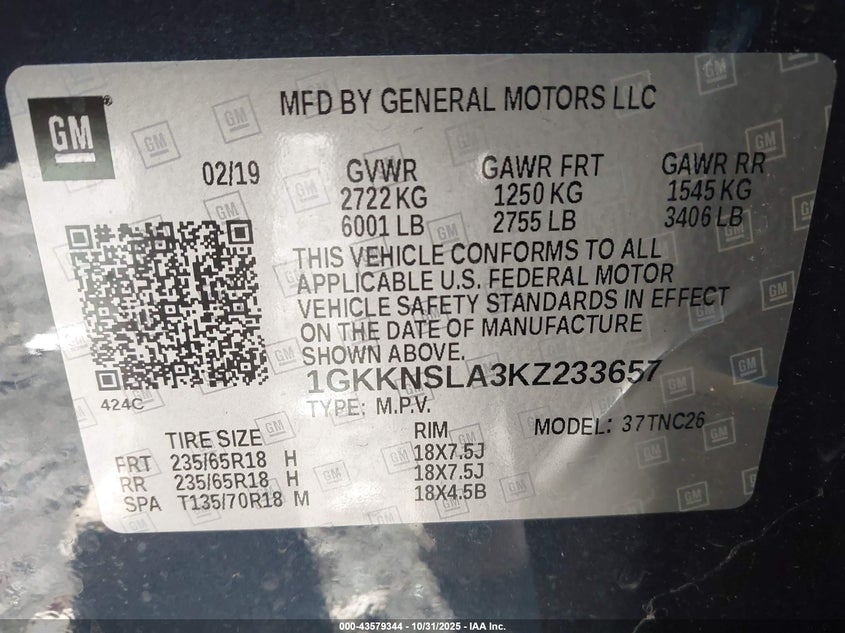 GM®
MFD BY GENERAL MOTORS LLC
02/19
GVWR GAWR FRT GAWR RR
2722 KG 1250 KG 1545 KG
6001 LB 2755 LB 3406 LB
THIS VEHICLE CONFORMS TO ALL
APPLICABLE U.S. FEDERAL MOTOR
VEHICLE SAFETY STANDARDS IN EFFECT
ON THE DATE OF MANUFACTURE
SHOWN ABOVE.
1GKKNSLA3KZ233657
424C
TYPE: M.P.V.
MODEL: 37TNC26
TIRE SIZE RIM
FRT 235/65R18 H 18X7.5J
RR 235/65R18 H 18X7.5J
SPA T135/70R18 M 18X4.5B
000-43579344 - 10/31/2025 - IAA Inc.